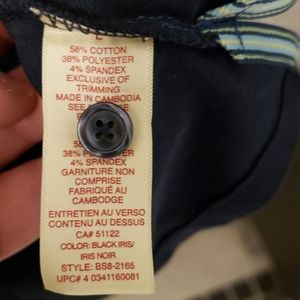 L
58% COTTON
38% POLYESTER
4% SPANDEX
EXCLUSIVE OF
TRIMMING
MADE IN CAMBODIA
SEE
38% POLYESTER
4% SPANDEX
GARNITURE NON
COMPRISE
FABRIQUE AU
CAMBODGE
ENTRETIEN AU VERSO
CONTENU AU DESSUS
CA# 51122
COLOR: BLACK IRIS/
IRIS NOIR
STYLE: BS8-2165
UPC# 4 0341160081